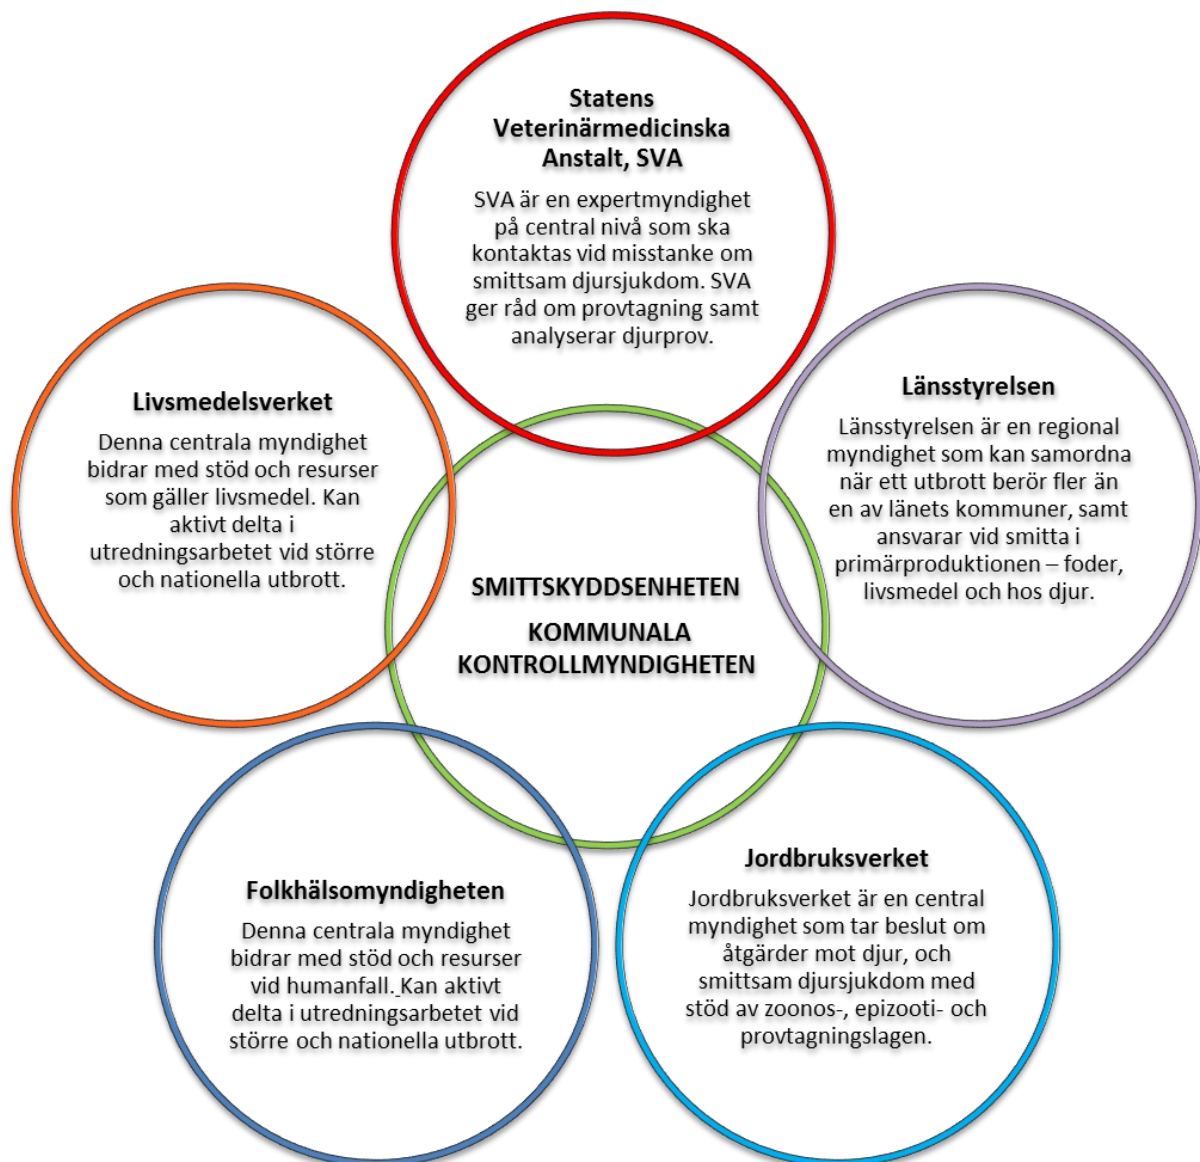 Statens
Veterinärmedicinska
Anstalt, SVA
SVA är en expertmyndighet
på central nivå som ska
kontaktas vid misstanke om
smittsam djursjukdom. SVA
ger råd om provtagning samt
analyserar djurprov.
Livsmedelsverket
Denna centrala myndighet
bidrar med stöd och resurser
som gäller livsmedel. Kan
aktivt delta i
utredningsarbetet vid större
och nationella utbrott.
Länsstyrelsen
Länsstyrelsen är en regional
myndighet som kan samordna
när ett utbrott berör fler än
en av länets kommuner, samt
ansvarar vid smitta i
primärproduktionen – foder,
livsmedel och hos djur.
SMITTSKYDDSENHETEN
KOMMUNALA
KONTROLLMYNDIGHETEN
Folkhälsomyndigheten
Denna centrala myndighet
bidrar med stöd och resurser
vid humanfall. Kan aktivt
delta i utredningsarbetet vid
större och nationella utbrott.
Jordbruksverket
Jordbruksverket är en central
myndighet som tar beslut om
åtgärder mot djur, och
smittsam djursjukdom med
stöd av zoonos-, epizooti- och
provtagningslagen.